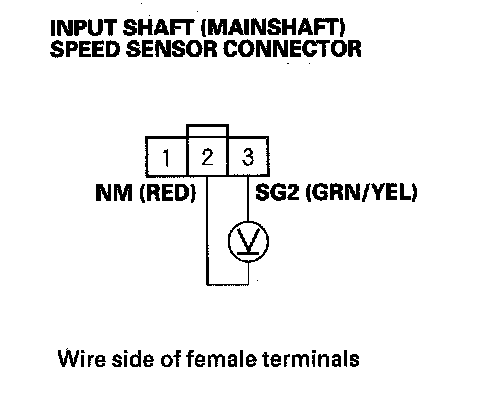 INPUT SHAFT (MAINSHAFT)
SPEED SENSOR CONNECTOR
1 2 3
NM (RED) SG2 (GRN/YEL)
V
Wire side of female terminals